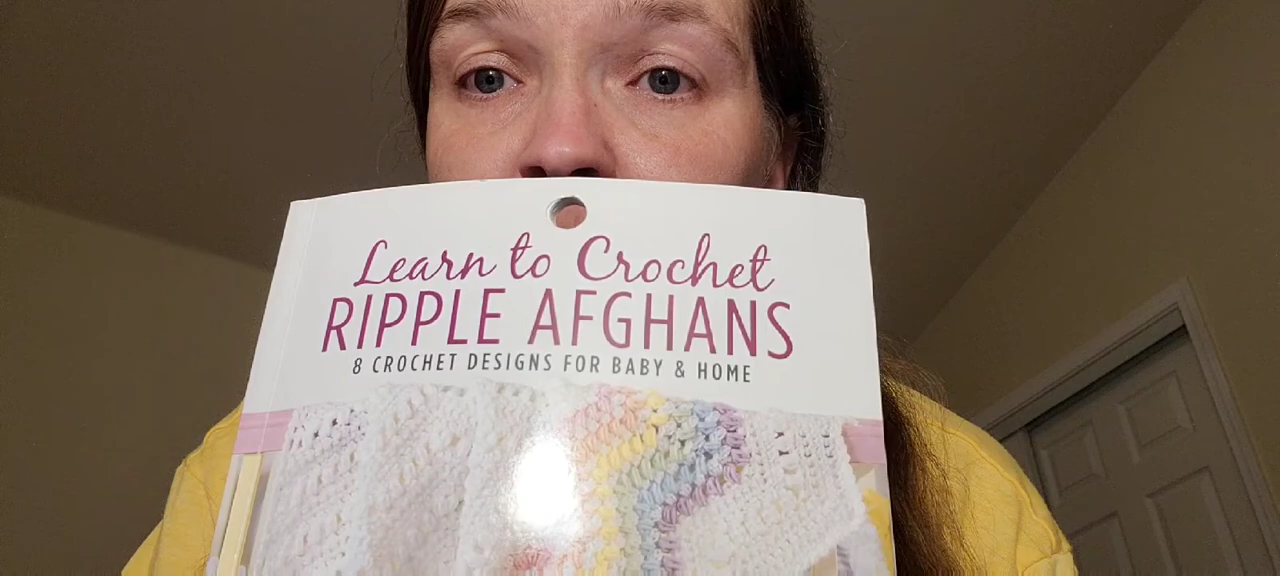 Learn to Crochet
RIPPLE AFGHANS
8 CROCHET DESIGNS FOR BABY & HOME